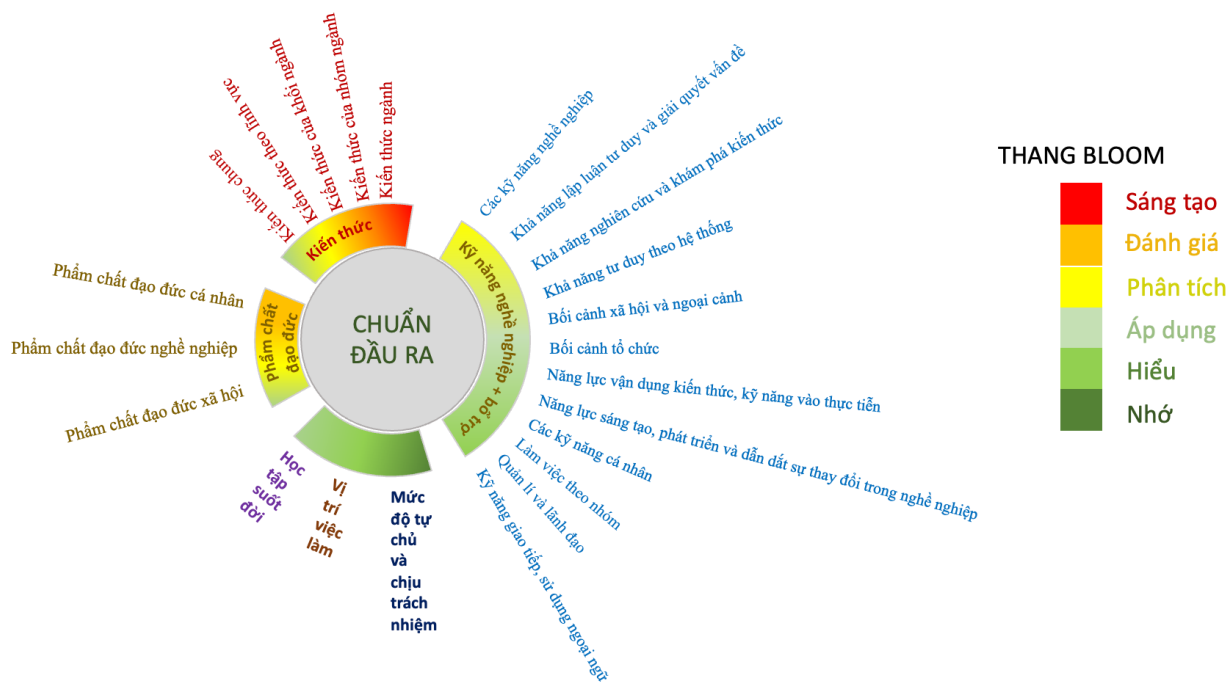 Kiến thức chung
Kiến thức theo lĩnh vực
Kiến thức của khối ngành
Kiến thức của nhóm ngành
Kiến thức ngành
Kiến thức
Phẩm chất đạo đức cá nhân
Phẩm chất đạo đức nghề nghiệp
Phẩm chất đạo đức xã hội
Phẩm chất
đạo đức
CHUẨN
ĐẦU RA
Kỹ năng nghề nghiệp + bổ trợ
Các kỹ năng nghề nghiệp
Khả năng lập luận tư duy và giải quyết vấn đề
Khả năng nghiên cứu và khám phá kiến thức
Khả năng tư duy theo hệ thống
Bối cảnh xã hội và ngoại cảnh
Bối cảnh tổ chức
Năng lực vận dụng kiến thức, kỹ năng vào thực tiễn
Năng lực sáng tạo, phát triển và dẫn dắt sự thay đổi trong nghề nghiệp
Các kỹ năng cá nhân
Làm việc theo nhóm
Quản lí và lãnh đạo
Kỹ năng giao tiếp, sử dụng ngoại ngữ
Học
tập
suốt
đời
Vị
trí
việc
làm
Mức
độ tự
chủ
và
chịu
trách
nhiệm
THANG BLOOM
Sáng tạo
Đánh giá
Phân tích
Áp dụng
Hiểu
Nhớ